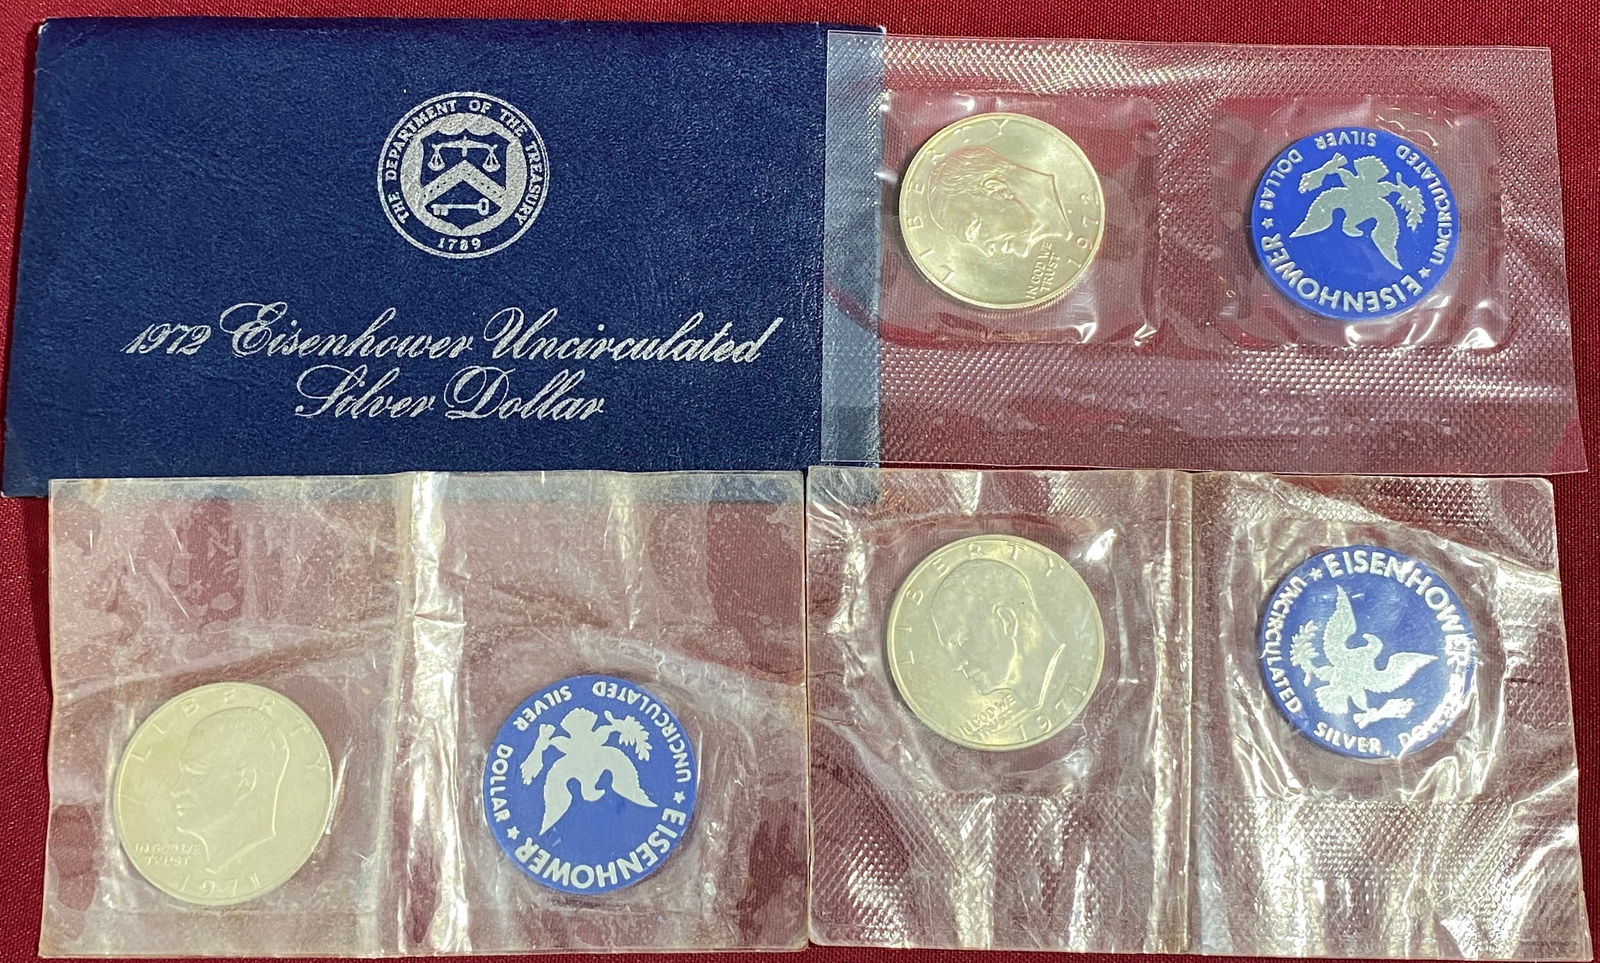 THE DEPARTMENT OF THE TREASURY
1789
1972 Eisenhower Uncirculated
Silver Dollar
LIBERTY
IN GOD WE
TRUST
1972
EISENHOWER
UNCIRCULATED SILVER DOLLAR
LIBERTY
IN GOD WE
TRUST
1971
EISENHOWER
UNCIRCULATED SILVER DOLLAR
LIBERTY
IN GOD WE
TRUST
1971
EISENHOWER
UNCIRCULATED SILVER DOLLAR